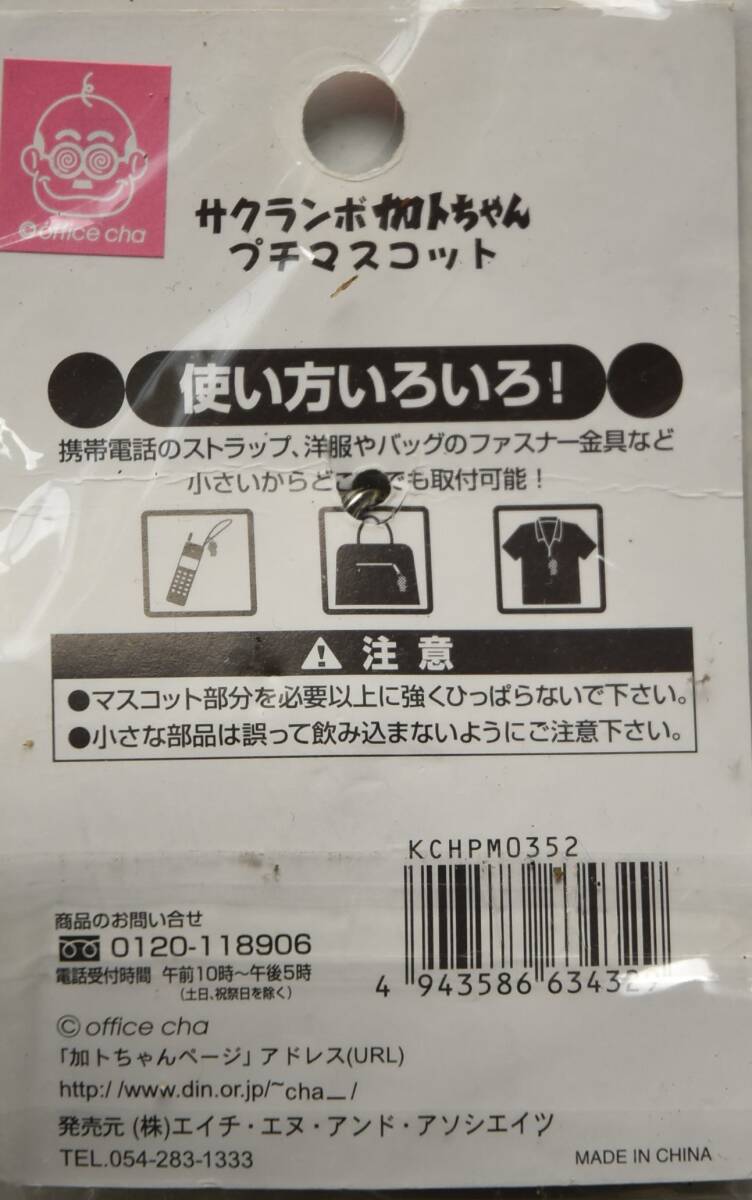 © office cha
サクランボ加トちゃん
プチマスコット
使い方いろいろ!
携帯電話のストラップ、洋服やバッグのファスナー金具など
小さいからどこ でも取付可能!
注意
●マスコット部分を必要以上に強くひっぱらないで下さい。
●小さな部品は誤って飲み込まないようにご注意下さい。
KCHPM0352
4 943586 634329
商品のお問い合せ
0120-118906
電話受付時間 午前10時~午後5時
(土日、祝祭日を除く)
© office cha
「加トちゃんページ」アドレス(URL)
http://www.din.or.jp/~cha_/
発売元 (株)エイチ・エヌ・アンド・アソシエイツ
TEL.054-283-1333
MADE IN CHINA